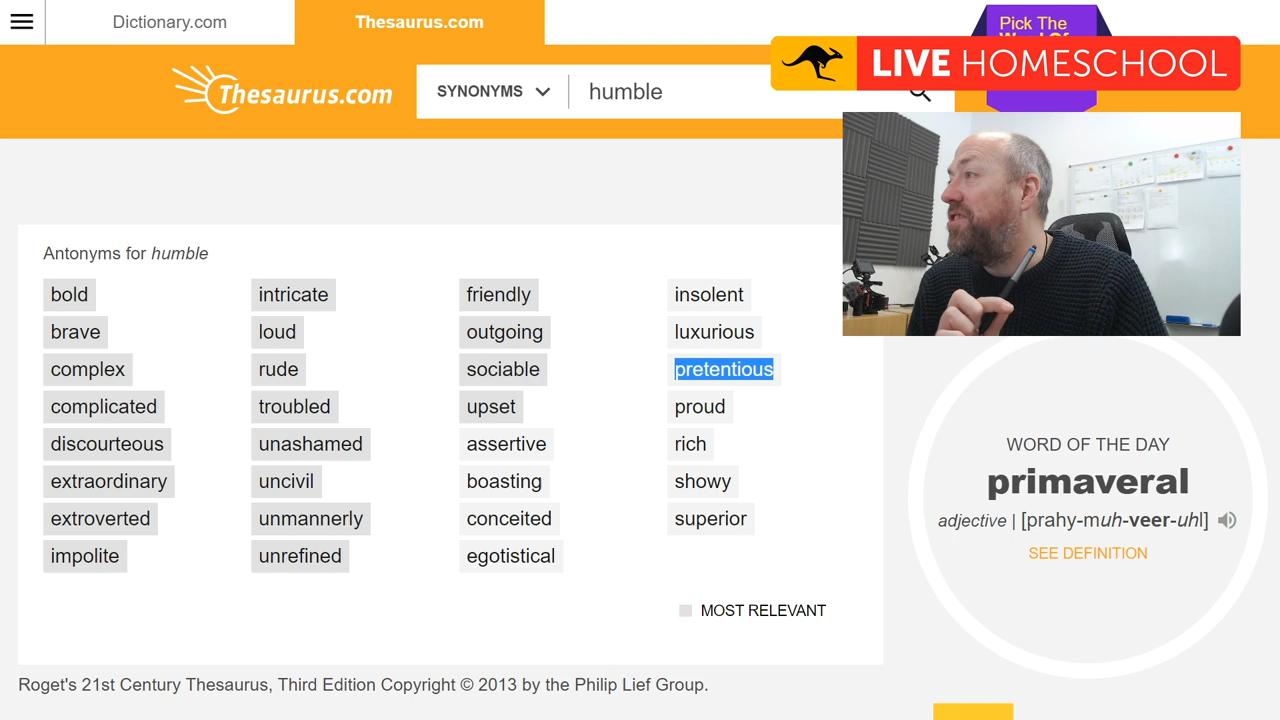 Dictionary.com
Thesaurus.com
Pick The
Word Of
LIVE HOMESCHOOL
Thesaurus.com
SYNONYMS
humble
Antonyms for humble
bold
brave
complex
complicated
discourteous
extraordinary
extroverted
impolite
intricate
loud
rude
troubled
unashamed
uncivil
unmannerly
unrefined
friendly
outgoing
sociable
upset
assertive
boasting
conceited
egotistical
insolent
luxurious
pretentious
proud
rich
showy
superior
MOST RELEVANT
WORD OF THE DAY
primaveral
adjective | [prahy-muh-veer-uhl]
SEE DEFINITION
Roget's 21st Century Thesaurus, Third Edition Copyright © 2013 by the Philip Lief Group.